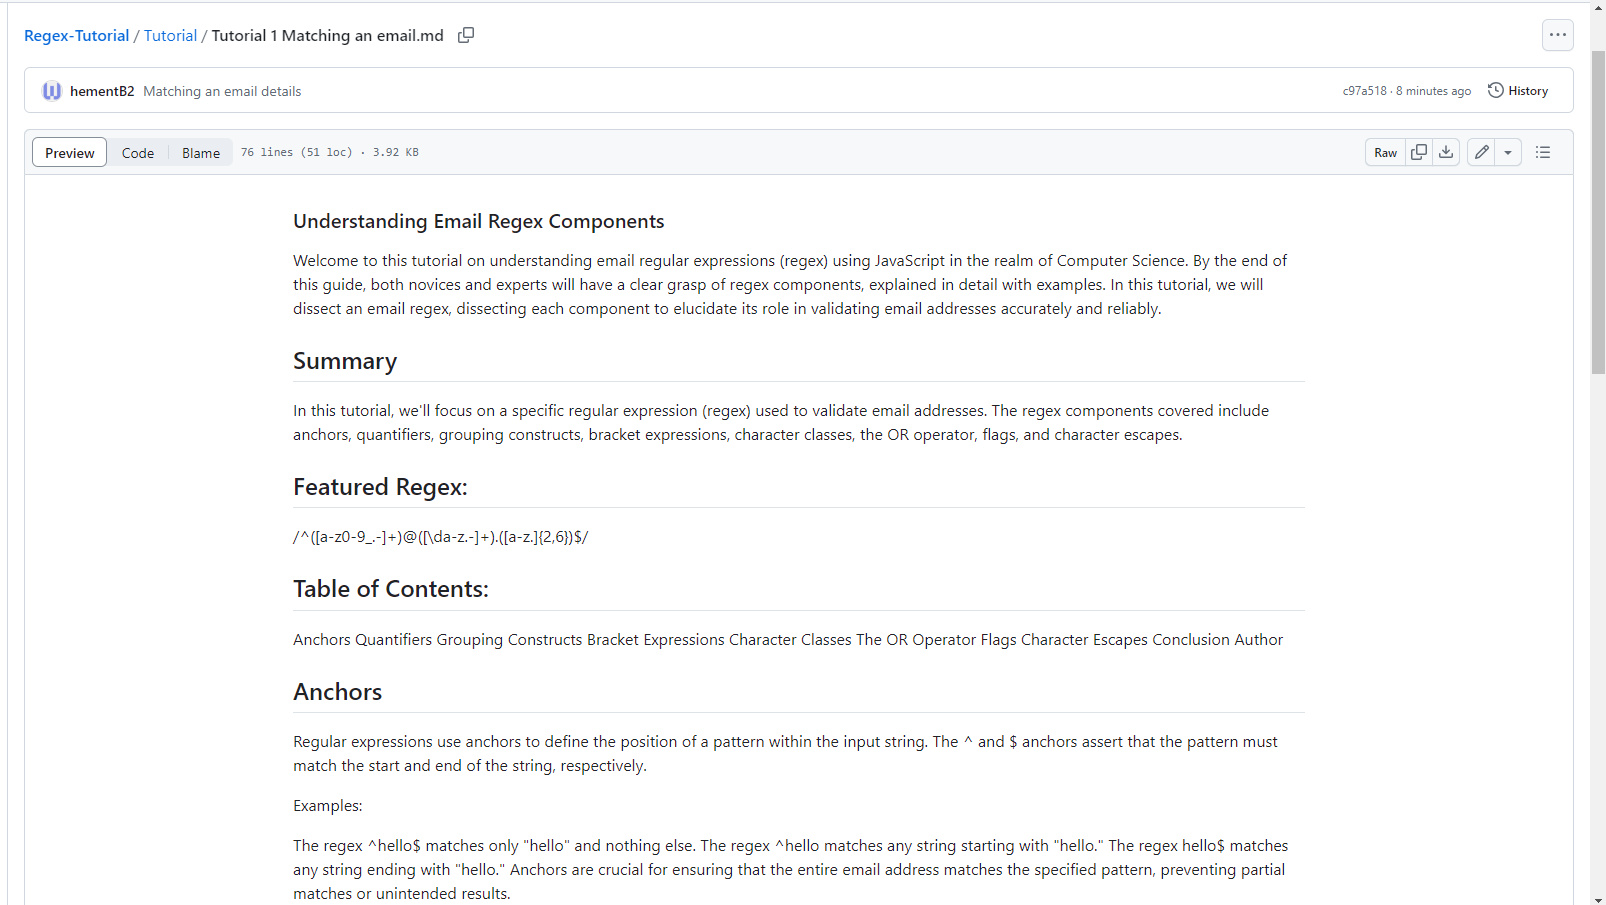 Regex-Tutorial / Tutorial / Tutorial 1 Matching an email.md
hementB2 Matching an email details c97a518 · 8 minutes ago History
Preview Code Blame 76 lines (51 loc) · 3.92 KB Raw
Understanding Email Regex Components
Welcome to this tutorial on understanding email regular expressions (regex) using JavaScript in the realm of Computer Science. By the end of
this guide, both novices and experts will have a clear grasp of regex components, explained in detail with examples. In this tutorial, we will
dissect an email regex, dissecting each component to elucidate its role in validating email addresses accurately and reliably.
Summary
In this tutorial, we'll focus on a specific regular expression (regex) used to validate email addresses. The regex components covered include
anchors, quantifiers, grouping constructs, bracket expressions, character classes, the OR operator, flags, and character escapes.
Featured Regex:
/^([a-z0-9_.-]+)@([\da-z.-]+).([a-z.]{2,6})$/
Table of Contents:
Anchors Quantifiers Grouping Constructs Bracket Expressions Character Classes The OR Operator Flags Character Escapes Conclusion Author
Anchors
Regular expressions use anchors to define the position of a pattern within the input string. The ^ and $ anchors assert that the pattern must
match the start and end of the string, respectively.
Examples:
The regex ^hello$ matches only "hello" and nothing else. The regex ^hello matches any string starting with "hello." The regex hello$ matches
any string ending with "hello." Anchors are crucial for ensuring that the entire email address matches the specified pattern, preventing partial
matches or unintended results.